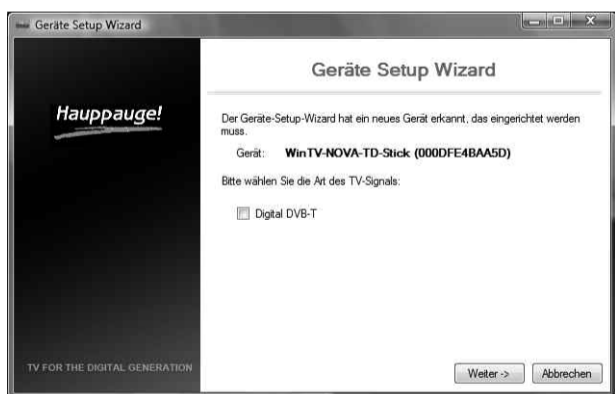 Geräte Setup Wizard
Geräte Setup Wizard
Hauppauge!
Der Geräte-Setup-Wizard hat ein neues Gerät erkannt, das eingerichtet werden
muss.
Gerät: WinTV-NOVA-TD-Stick (000DFE4BAA5D)
Bitte wählen Sie die Art des TV-Signals:
Digital DVB-T
TV FOR THE DIGITAL GENERATION
Weiter -> Abbrechen